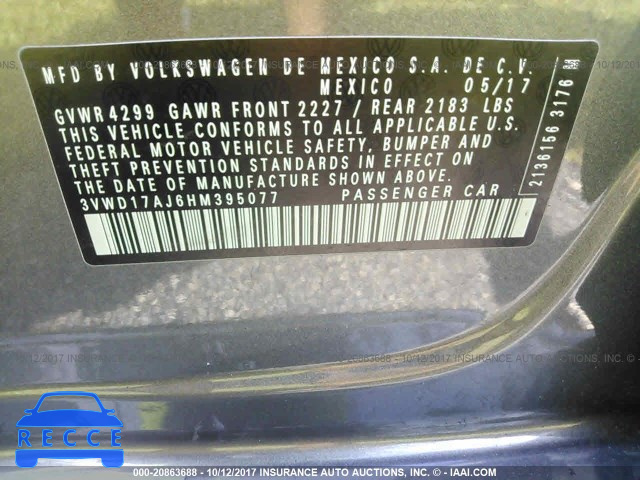 MFD BY VOLKSWAGEN DE MEXICO S.A. DE C.V.
MEXICO 05/17
GVWR 4299 GAWR FRONT 2227 / REAR 2183 LBS
THIS VEHICLE CONFORMS TO ALL APPLICABLE U.S.
FEDERAL MOTOR VEHICLE SAFETY, BUMPER AND
THEFT PREVENTION STANDARDS IN EFFECT ON
THE DATE OF MANUFACTURE SHOWN ABOVE.
3VWD17AJ6HM395077 PASSENGER CAR
2136156 3176
RECCE
000-20863688 - 10/12/2017 INSURANCE AUTO AUCTIONS, INC. - © IAAI.COM